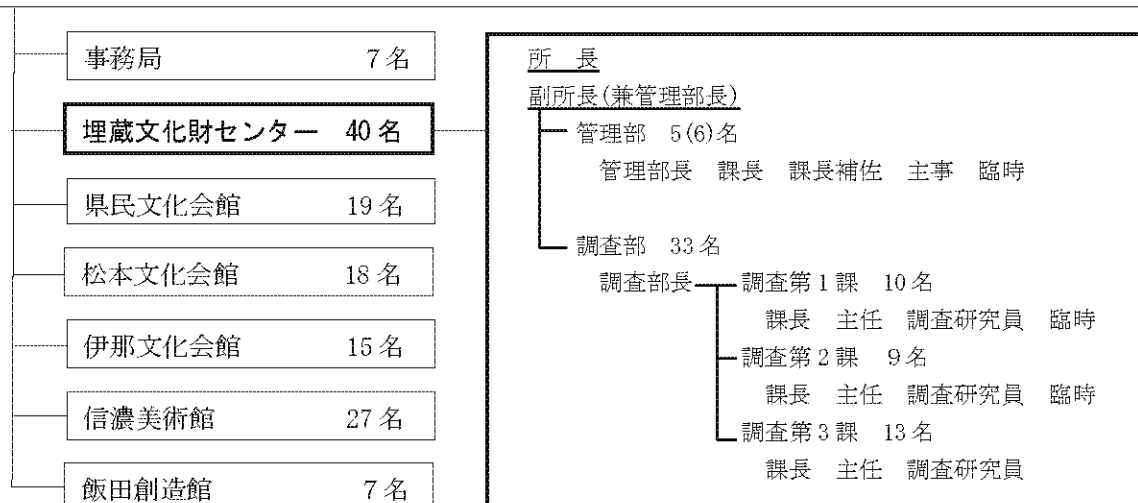 事務局 7名
埋蔵文化財センター 40名
県民文化会館 19名
松本文化会館 18名
伊那文化会館 15名
信濃美術館 27名
飯田創造館 7名
所 長
副所長(兼管理部長)
管理部 5(6)名
管理部長 課長 課長補佐 主事 臨時
調査部 33名
調査部長 調査第1課 10名
課長 主任 調査研究員 臨時
調査第2課 9名
課長 主任 調査研究員 臨時
調査第3課 13名
課長 主任 調査研究員